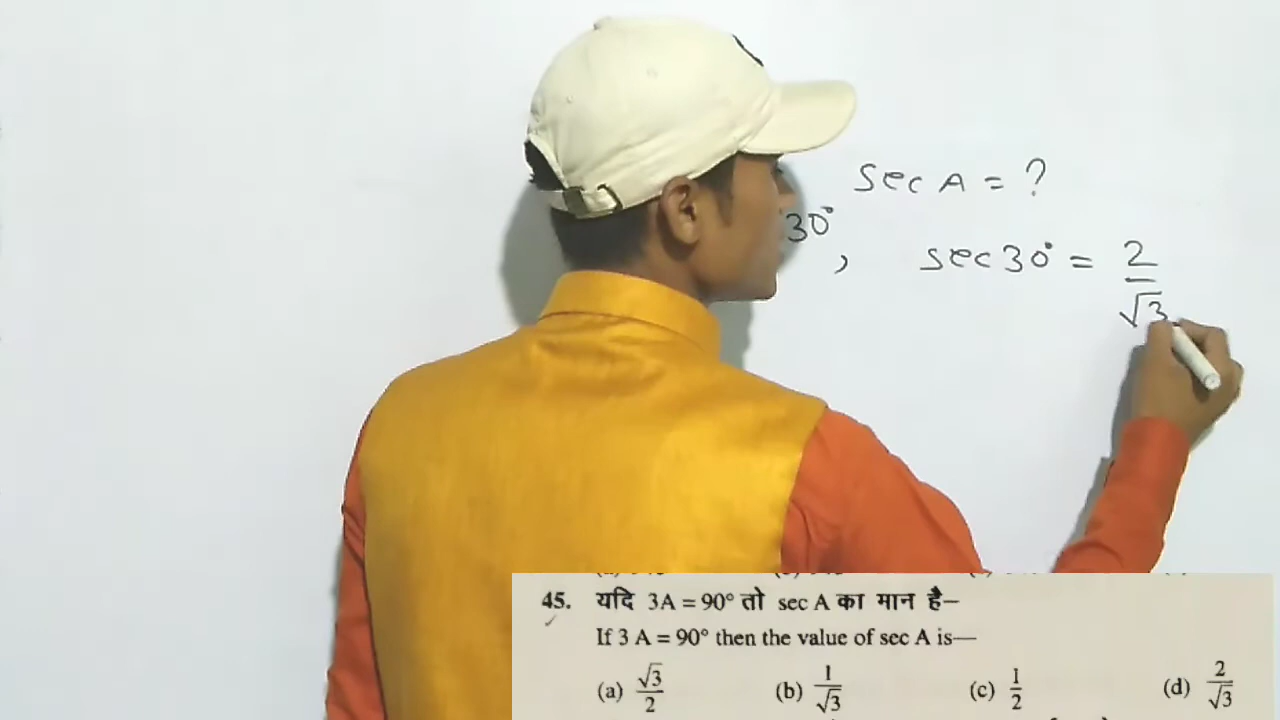 sec A = ?
30°, sec 30° = 2/√3
45. यदि 3A = 90° तो sec A का मान है–
If 3 A = 90° then the value of sec A is—
(a) √3/2 (b) 1/√3 (c) 1/2 (d) 2/√3